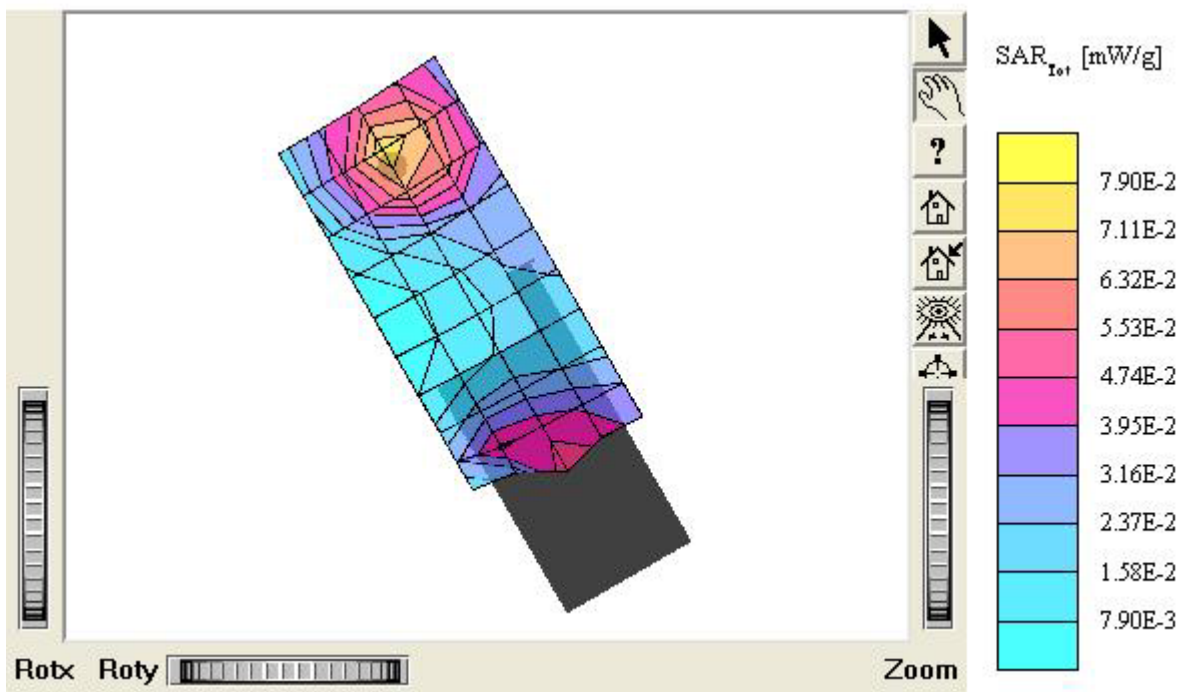 SAR_Tot [mW/g]
?
7.90E-2
7.11E-2
6.32E-2
5.53E-2
4.74E-2
3.95E-2
3.16E-2
2.37E-2
1.58E-2
7.90E-3
Rotx Roty Zoom